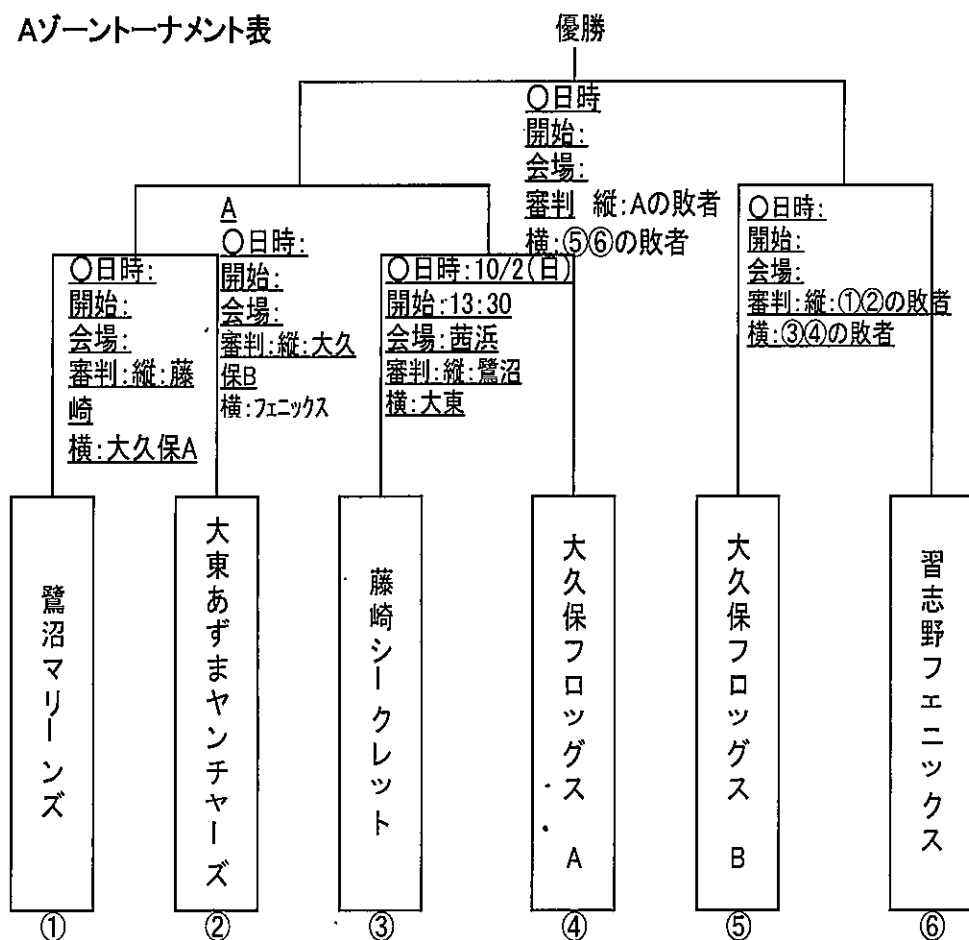 Aゾーントーナメント表
優勝
〇日時
開始:
会場:
審判 縦:Aの敗者
横:⑤⑥の敗者
A
〇日時:
開始:
会場:
審判:縦:大久
保B
横:フェニックス
〇日時:
開始:
会場:
審判:縦:①②の敗者
横:③④の敗者
〇日時:
開始:
会場:
審判:縦:藤
崎
横:大久保A
〇日時:10/2(日)
開始:13:30
会場:茜浜
審判:縦:鷺沼
横:大東
鷺沼マリーンズ
大東あずまヤンチャーズ
藤崎シークレット
大久保フロッグス A
大久保フロッグス B
習志野フェニックス
①
②
③
④
⑤
⑥